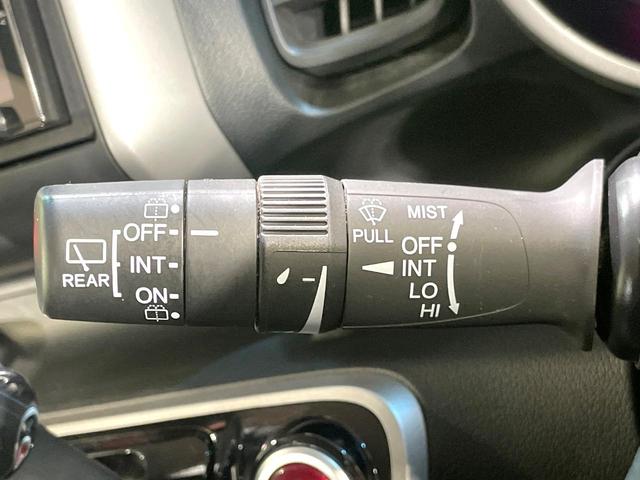 REAR
OFF
INT
ON
PULL
MIST
OFF
INT
LO
HI